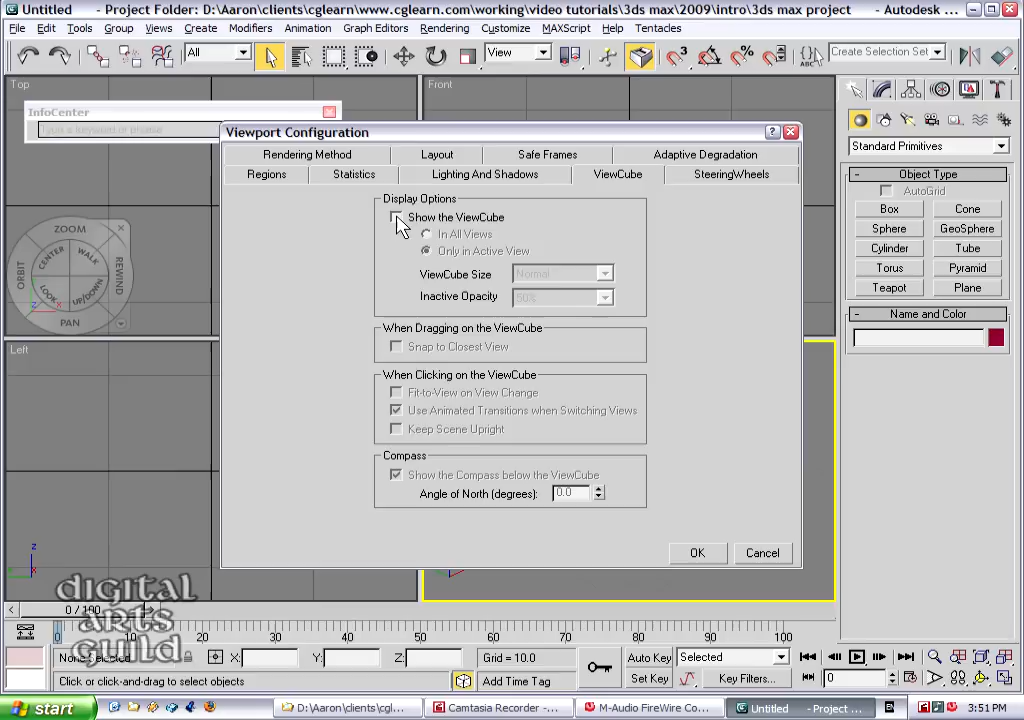 Untitled - Project Folder: D:\Aaron\clients\cglearn\www.cglearn.com\working\video tutorials\3ds max\2009\intro\3ds max project - Autodesk ...
File Edit Tools Group Views Create Modifiers Animation Graph Editors Rendering Customize MAXScript Help Tentacles
All View Create Selection Set
Top Front
InfoCenter
Type a keyword or phrase
Viewport Configuration
Rendering Method Layout Safe Frames Adaptive Degradation
Regions Statistics Lighting And Shadows ViewCube SteeringWheels
Display Options
Show the ViewCube
In All Views
Only in Active View
ViewCube Size Normal
Inactive Opacity 50%
When Dragging on the ViewCube
Snap to Closest View
When Clicking on the ViewCube
Fit-to-View on View Change
Use Animated Transitions when Switching Views
Keep Scene Upright
Compass
Show the Compass below the ViewCube
Angle of North (degrees): 0.0
OK Cancel
ZOOM
CENTER WALK
ORBIT REWIND
LOOK UP/DOWN
PAN
Left
Standard Primitives
- Object Type
AutoGrid
Box Cone
Sphere GeoSphere
Cylinder Tube
Torus Pyramid
Teapot Plane
- Name and Color
z
x
z
x
digital
arts
guild
0 / 100
0 10 20 30 40 50 60 70 80 90 100
None Selected X: Y: Z: Grid = 10.0 Auto Key Selected
Click or click-and-drag to select objects Add Time Tag Set Key Key Filters... 0
start D:\Aaron\clients\cgl... Camtasia Recorder -... M-Audio FireWire Co... Untitled - Project ... 3:51 PM